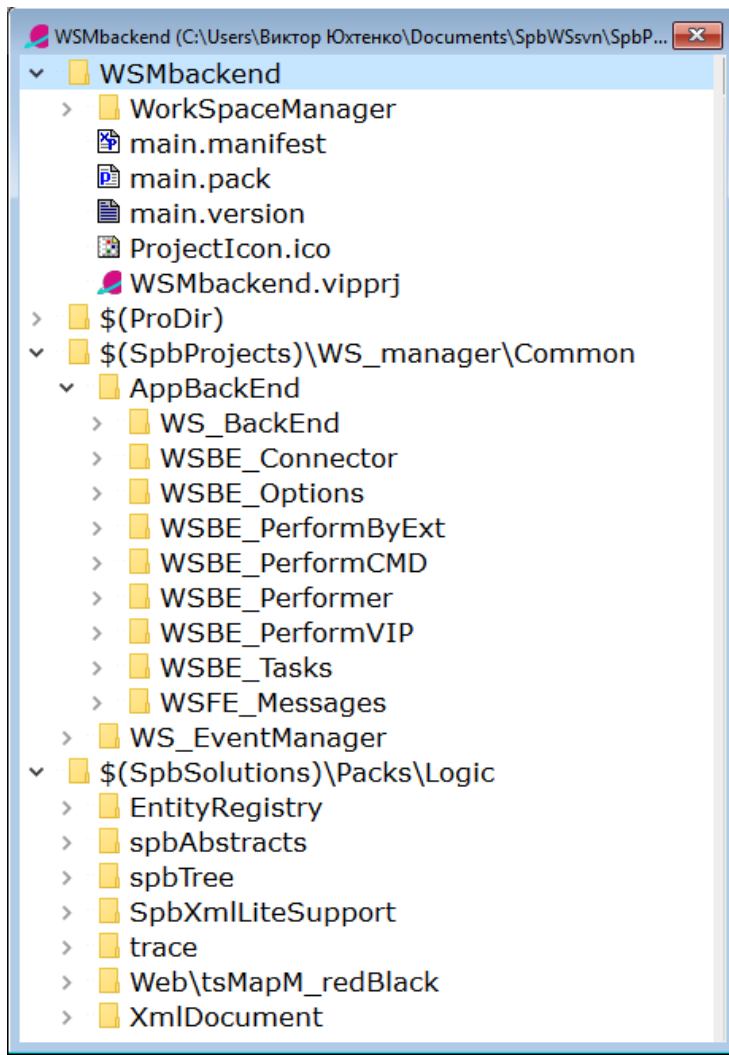 WSMbackend (C:\Users\Виктор Юхтенко\Documents\SpbWSsvn\SpbP...
WSMbackend
WorkSpaceManager
main.manifest
main.pack
main.version
ProjectIcon.ico
WSMbackend.vipprj
$(ProDir)
$(SpbProjects)\WS_manager\Common
AppBackEnd
WS_BackEnd
WSBE_Connector
WSBE_Options
WSBE_PerformByExt
WSBE_PerformCMD
WSBE_Performer
WSBE_PerformVIP
WSBE_Tasks
WSFE_Messages
WS_EventManager
$(SpbSolutions)\Packs\Logic
EntityRegistry
spbAbstracts
spbTree
SpbXmlLiteSupport
trace
Web\tsMapM_redBlack
XmlDocument